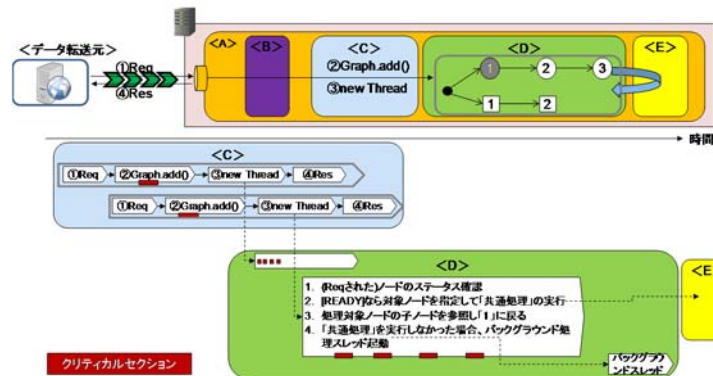 <A>
<B>
<C>
<D>
<E>
<データ転送元>
①Req
④Res
②Graph.add()
③new Thread
1
2
3
1
2
時間
<C>
①Req
②Graph.add()
③new Thread
④Res
①Req
②Graph.add()
③new Thread
④Res
<D>
<E
1. (Reqされた)ノードのステータス確認
2. [READY]なら対象ノードを指定して「共通処理」の実行
3. 処理対象ノードの子ノードを参照し「1」に戻る
4. 「共通処理」を実行しなかった場合、バックグラウンド処
理スレッド起動
クリティカルセクション
バックグラウ
ンドスレッド